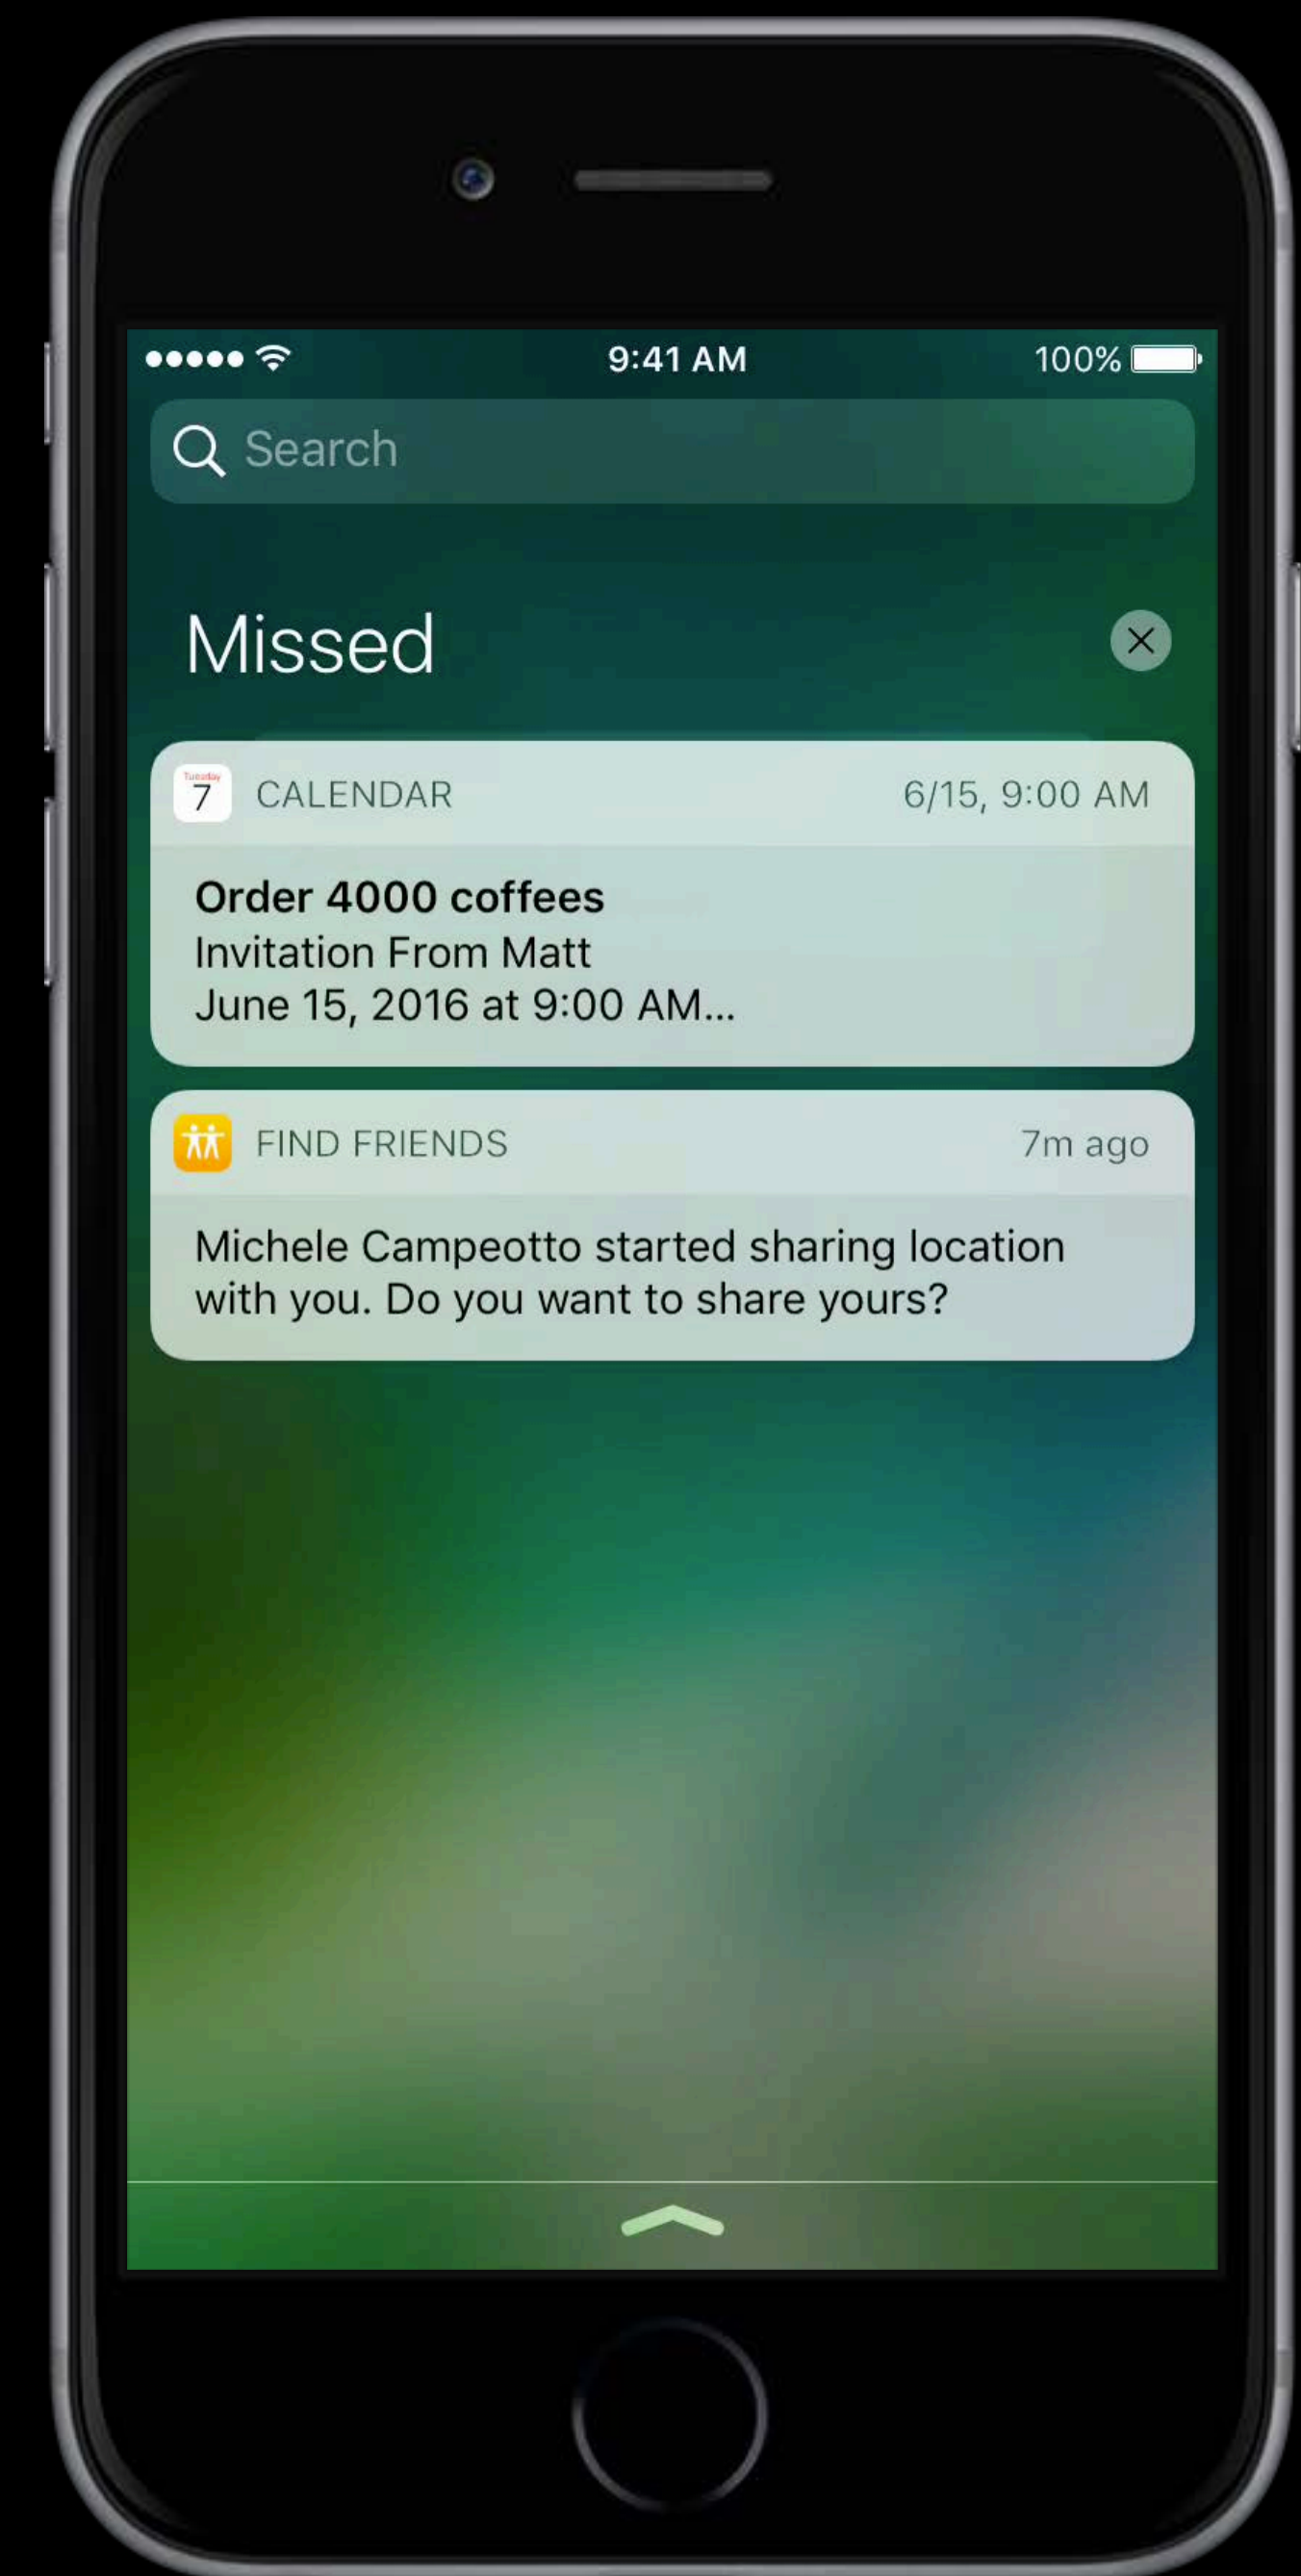 9:41 AM 100%
Search
Missed
Tuesday
7
CALENDAR 6/15, 9:00 AM
Order 4000 coffees
Invitation From Matt
June 15, 2016 at 9:00 AM...
FIND FRIENDS 7m ago
Michele Campeotto started sharing location
with you. Do you want to share yours?